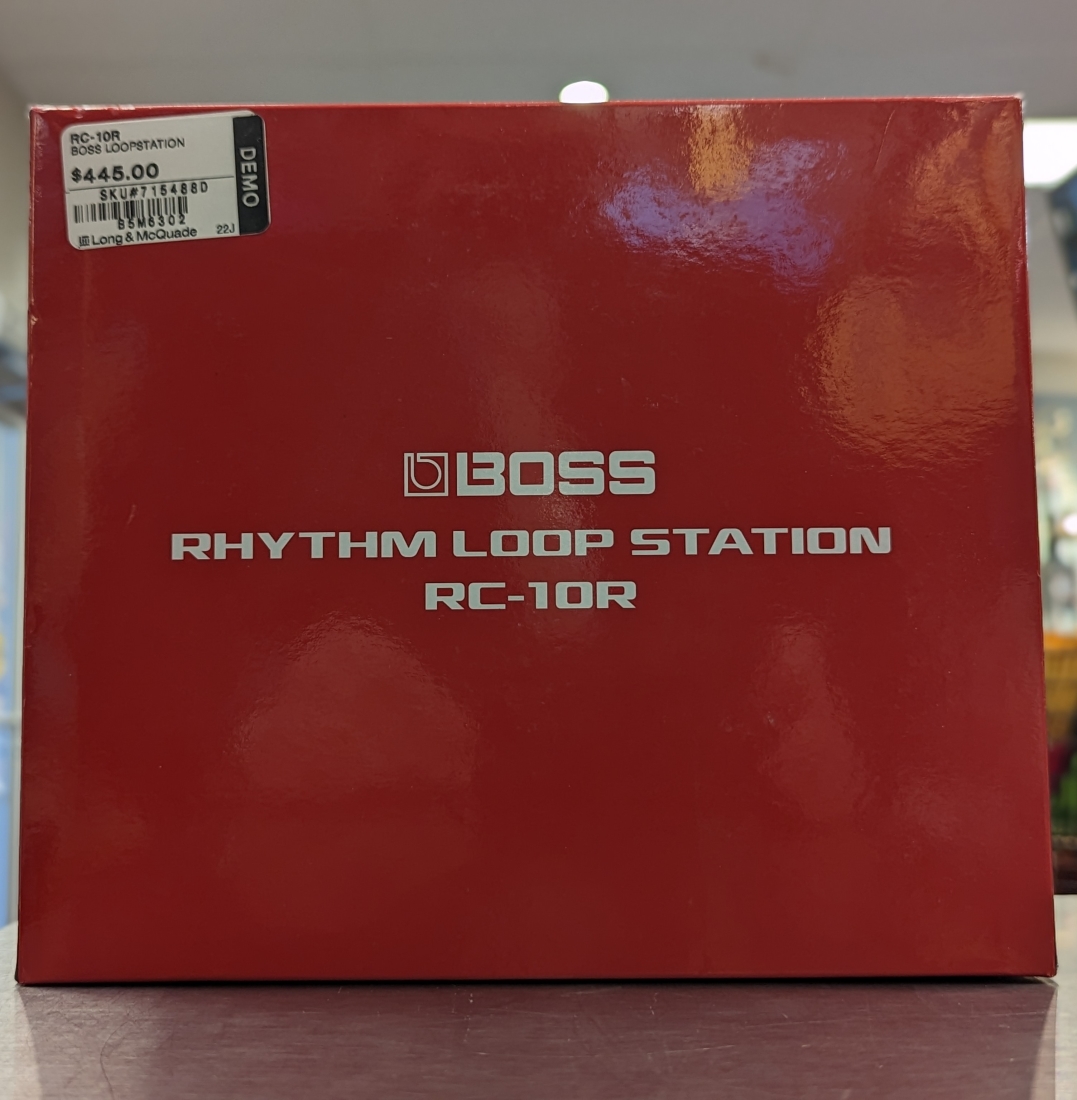 RC-10R
BOSS LOOPSTATION
$445.00
SKU#715488D
B5M6302
Long & McQuade 22J
DEMO
BOSS
RHYTHM LOOP STATION
RC-10R